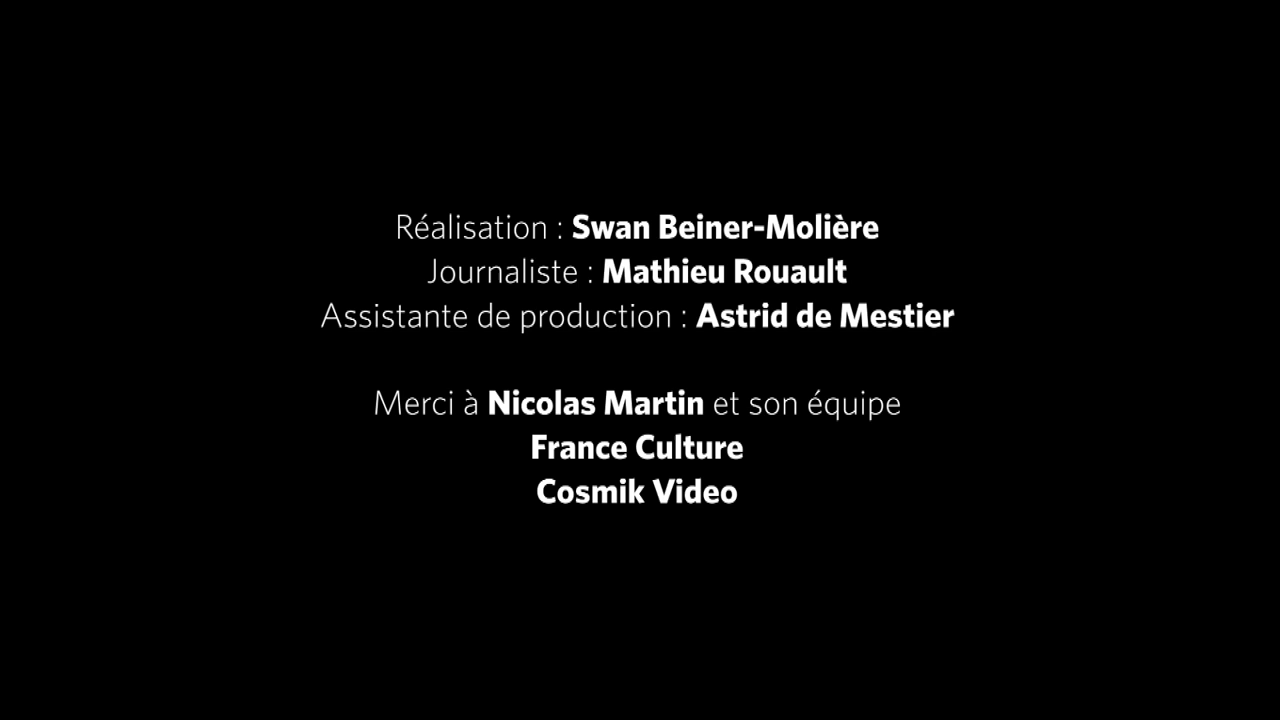 Réalisation : Swan Beiner-Molière
Journaliste : Mathieu Rouault
Assistante de production : Astrid de Mestier
Merci à Nicolas Martin et son équipe
France Culture
Cosmik Video